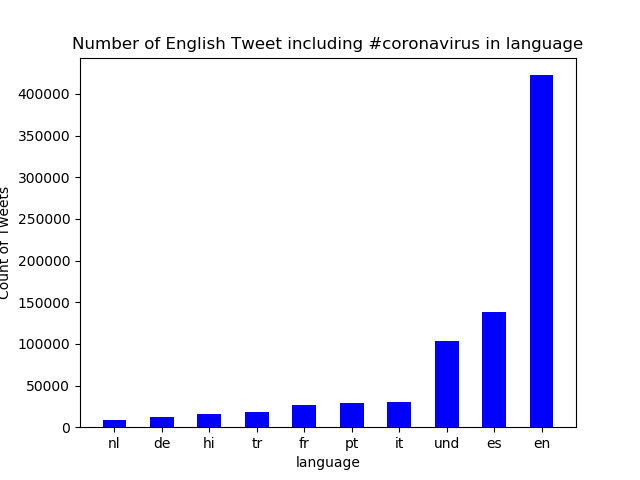 Number of English Tweet including #coronavirus in language
400000
350000
300000
250000
200000
150000
100000
50000
0
Count of Tweets
nl de hi tr fr pt it und es en
language